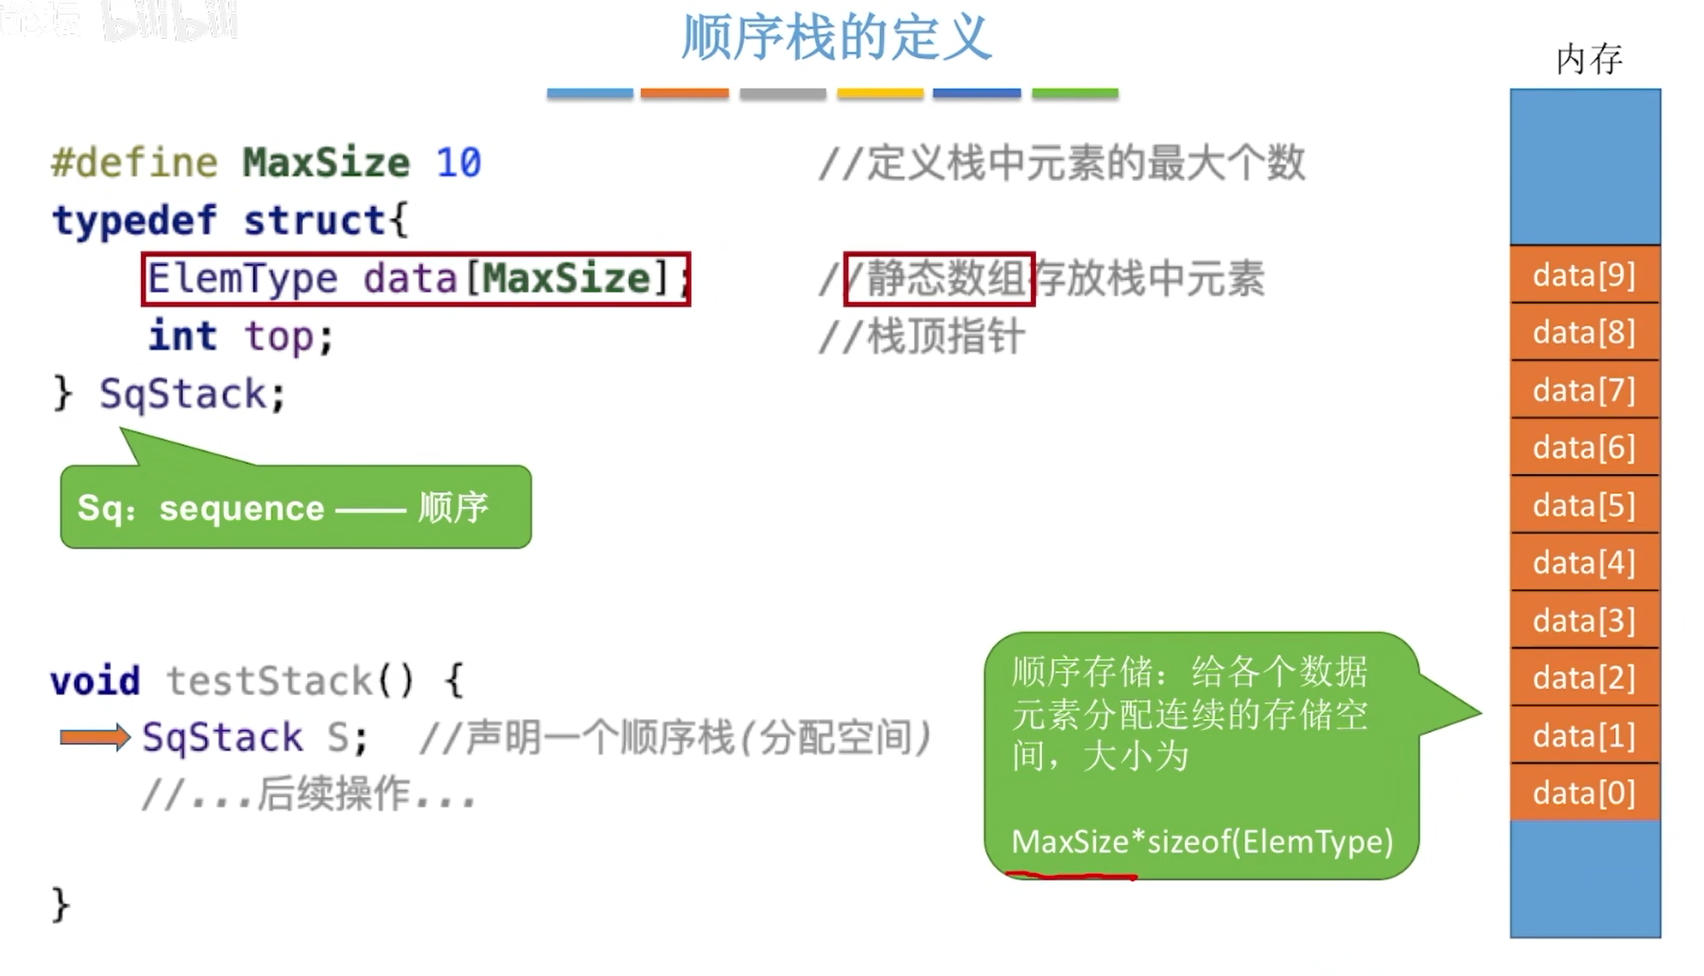 bilibili
顺序栈的定义
内存
#define MaxSize 10 //定义栈中元素的最大个数
typedef struct{
ElemType data[MaxSize]; //静态数组存放栈中元素
int top; //栈顶指针
} SqStack;
Sq：sequence —— 顺序
void testStack() {
SqStack S; //声明一个顺序栈(分配空间)
//...后续操作...
}
顺序存储：给各个数据
元素分配连续的存储空
间，大小为
MaxSize*sizeof(ElemType)
data[9]
data[8]
data[7]
data[6]
data[5]
data[4]
data[3]
data[2]
data[1]
data[0]